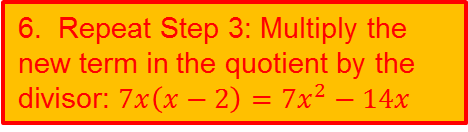 6.  Repeat Step 3: Multiply the
new term in the quotient by the
divisor: 7𝑥(𝑥 − 2) = 7𝑥² − 14𝑥